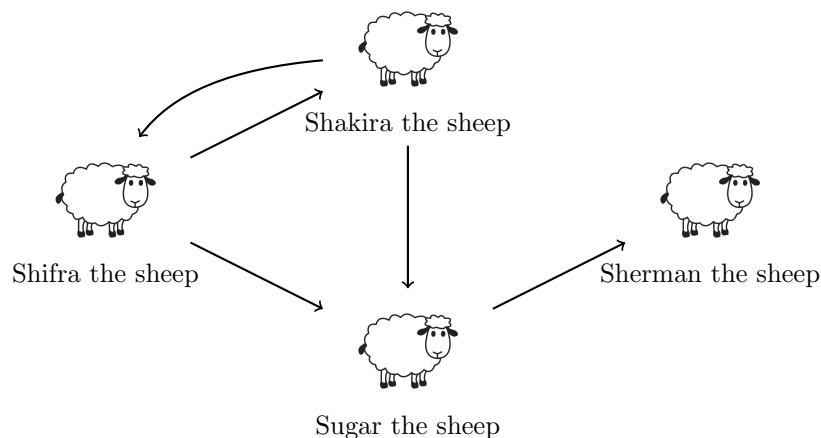 Shakira the sheep
Shifra the sheep
Sherman the sheep
Sugar the sheep